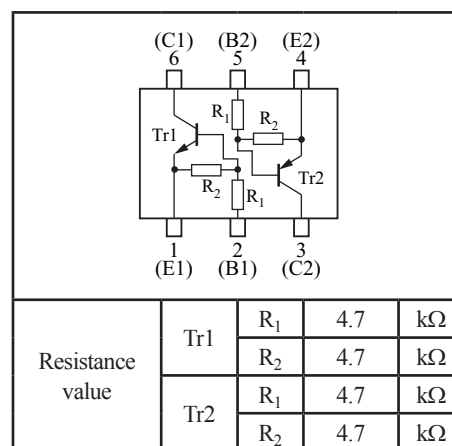 (C1) (B2) (E2)
6 5 4
R1
R2
Tr1
Tr2
R2
R1
1 2 3
(E1) (B1) (C2)
Resistance value
Tr1
R1 4.7 kΩ
R2 4.7 kΩ
Tr2
R1 4.7 kΩ
R2 4.7 kΩ